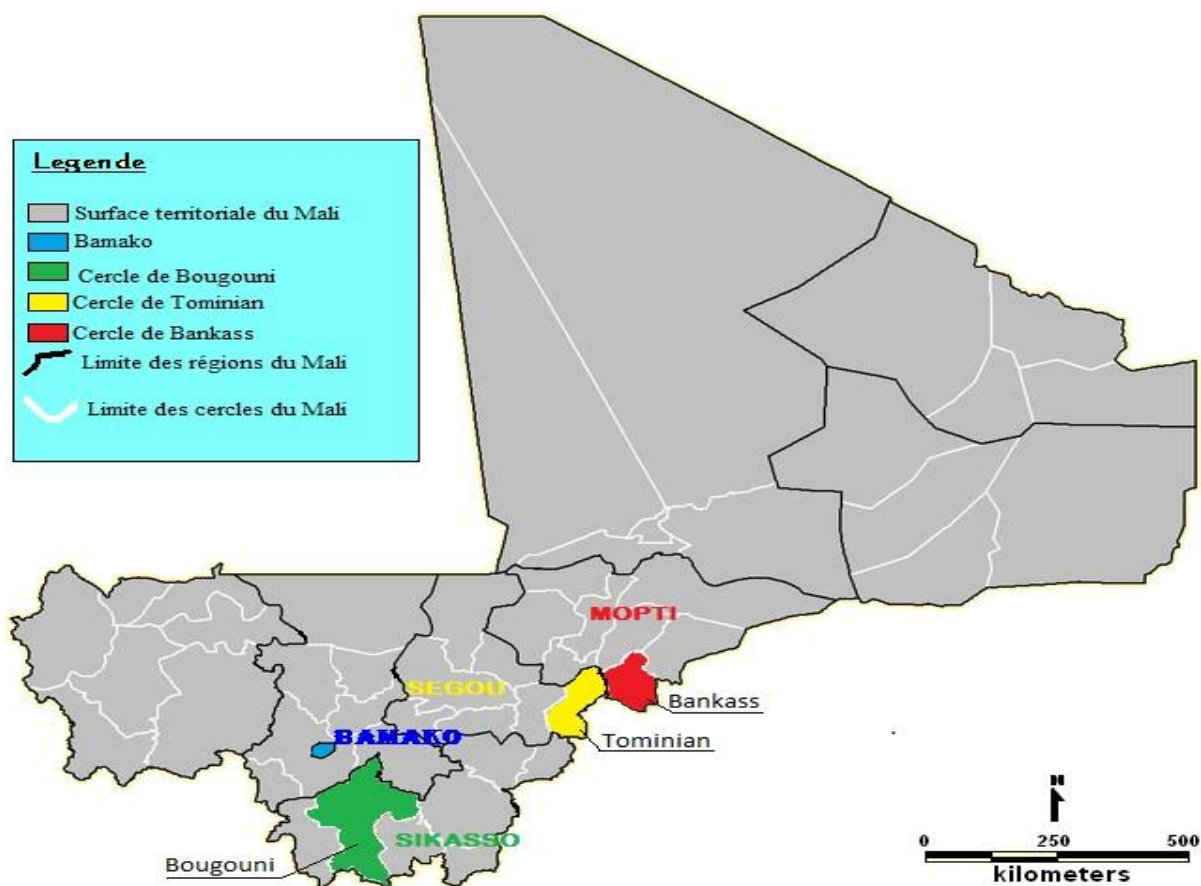 Legende
Surface territoriale du Mali
Bamako
Cercle de Bougouni
Cercle de Tominian
Cercle de Bankass
Limite des régions du Mali
Limite des cercles du Mali
MOPTI
SEGOU
Bankass
BAMAKO
Tominian
SIKASSO
Bougouni
N
0 250 500
kilometers